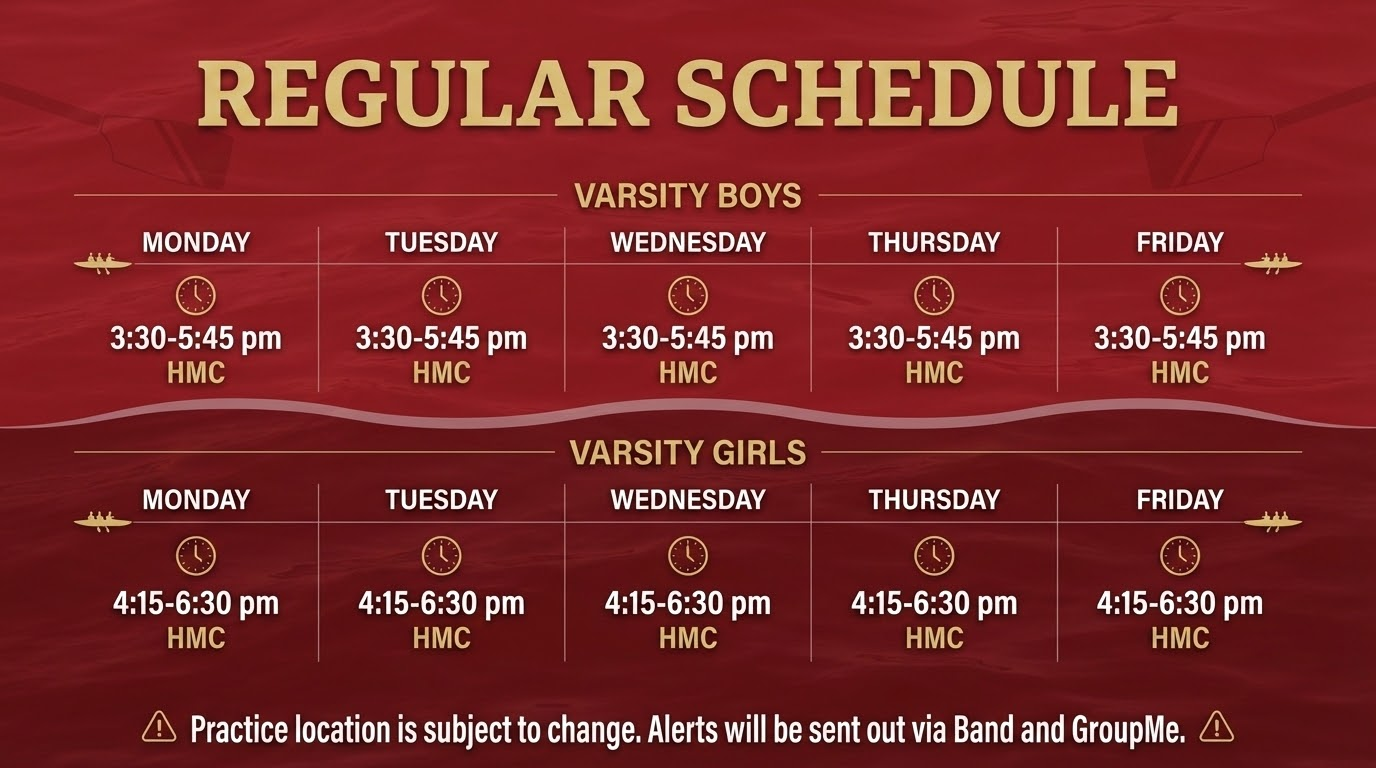 REGULAR SCHEDULE
VARSITY BOYS
MONDAY TUESDAY WEDNESDAY THURSDAY FRIDAY
3:30-5:45 pm 3:30-5:45 pm 3:30-5:45 pm 3:30-5:45 pm 3:30-5:45 pm
HMC HMC HMC HMC HMC
VARSITY GIRLS
MONDAY TUESDAY WEDNESDAY THURSDAY FRIDAY
4:15-6:30 pm 4:15-6:30 pm 4:15-6:30 pm 4:15-6:30 pm 4:15-6:30 pm
HMC HMC HMC HMC HMC
Practice location is subject to change. Alerts will be sent out via Band and GroupMe.